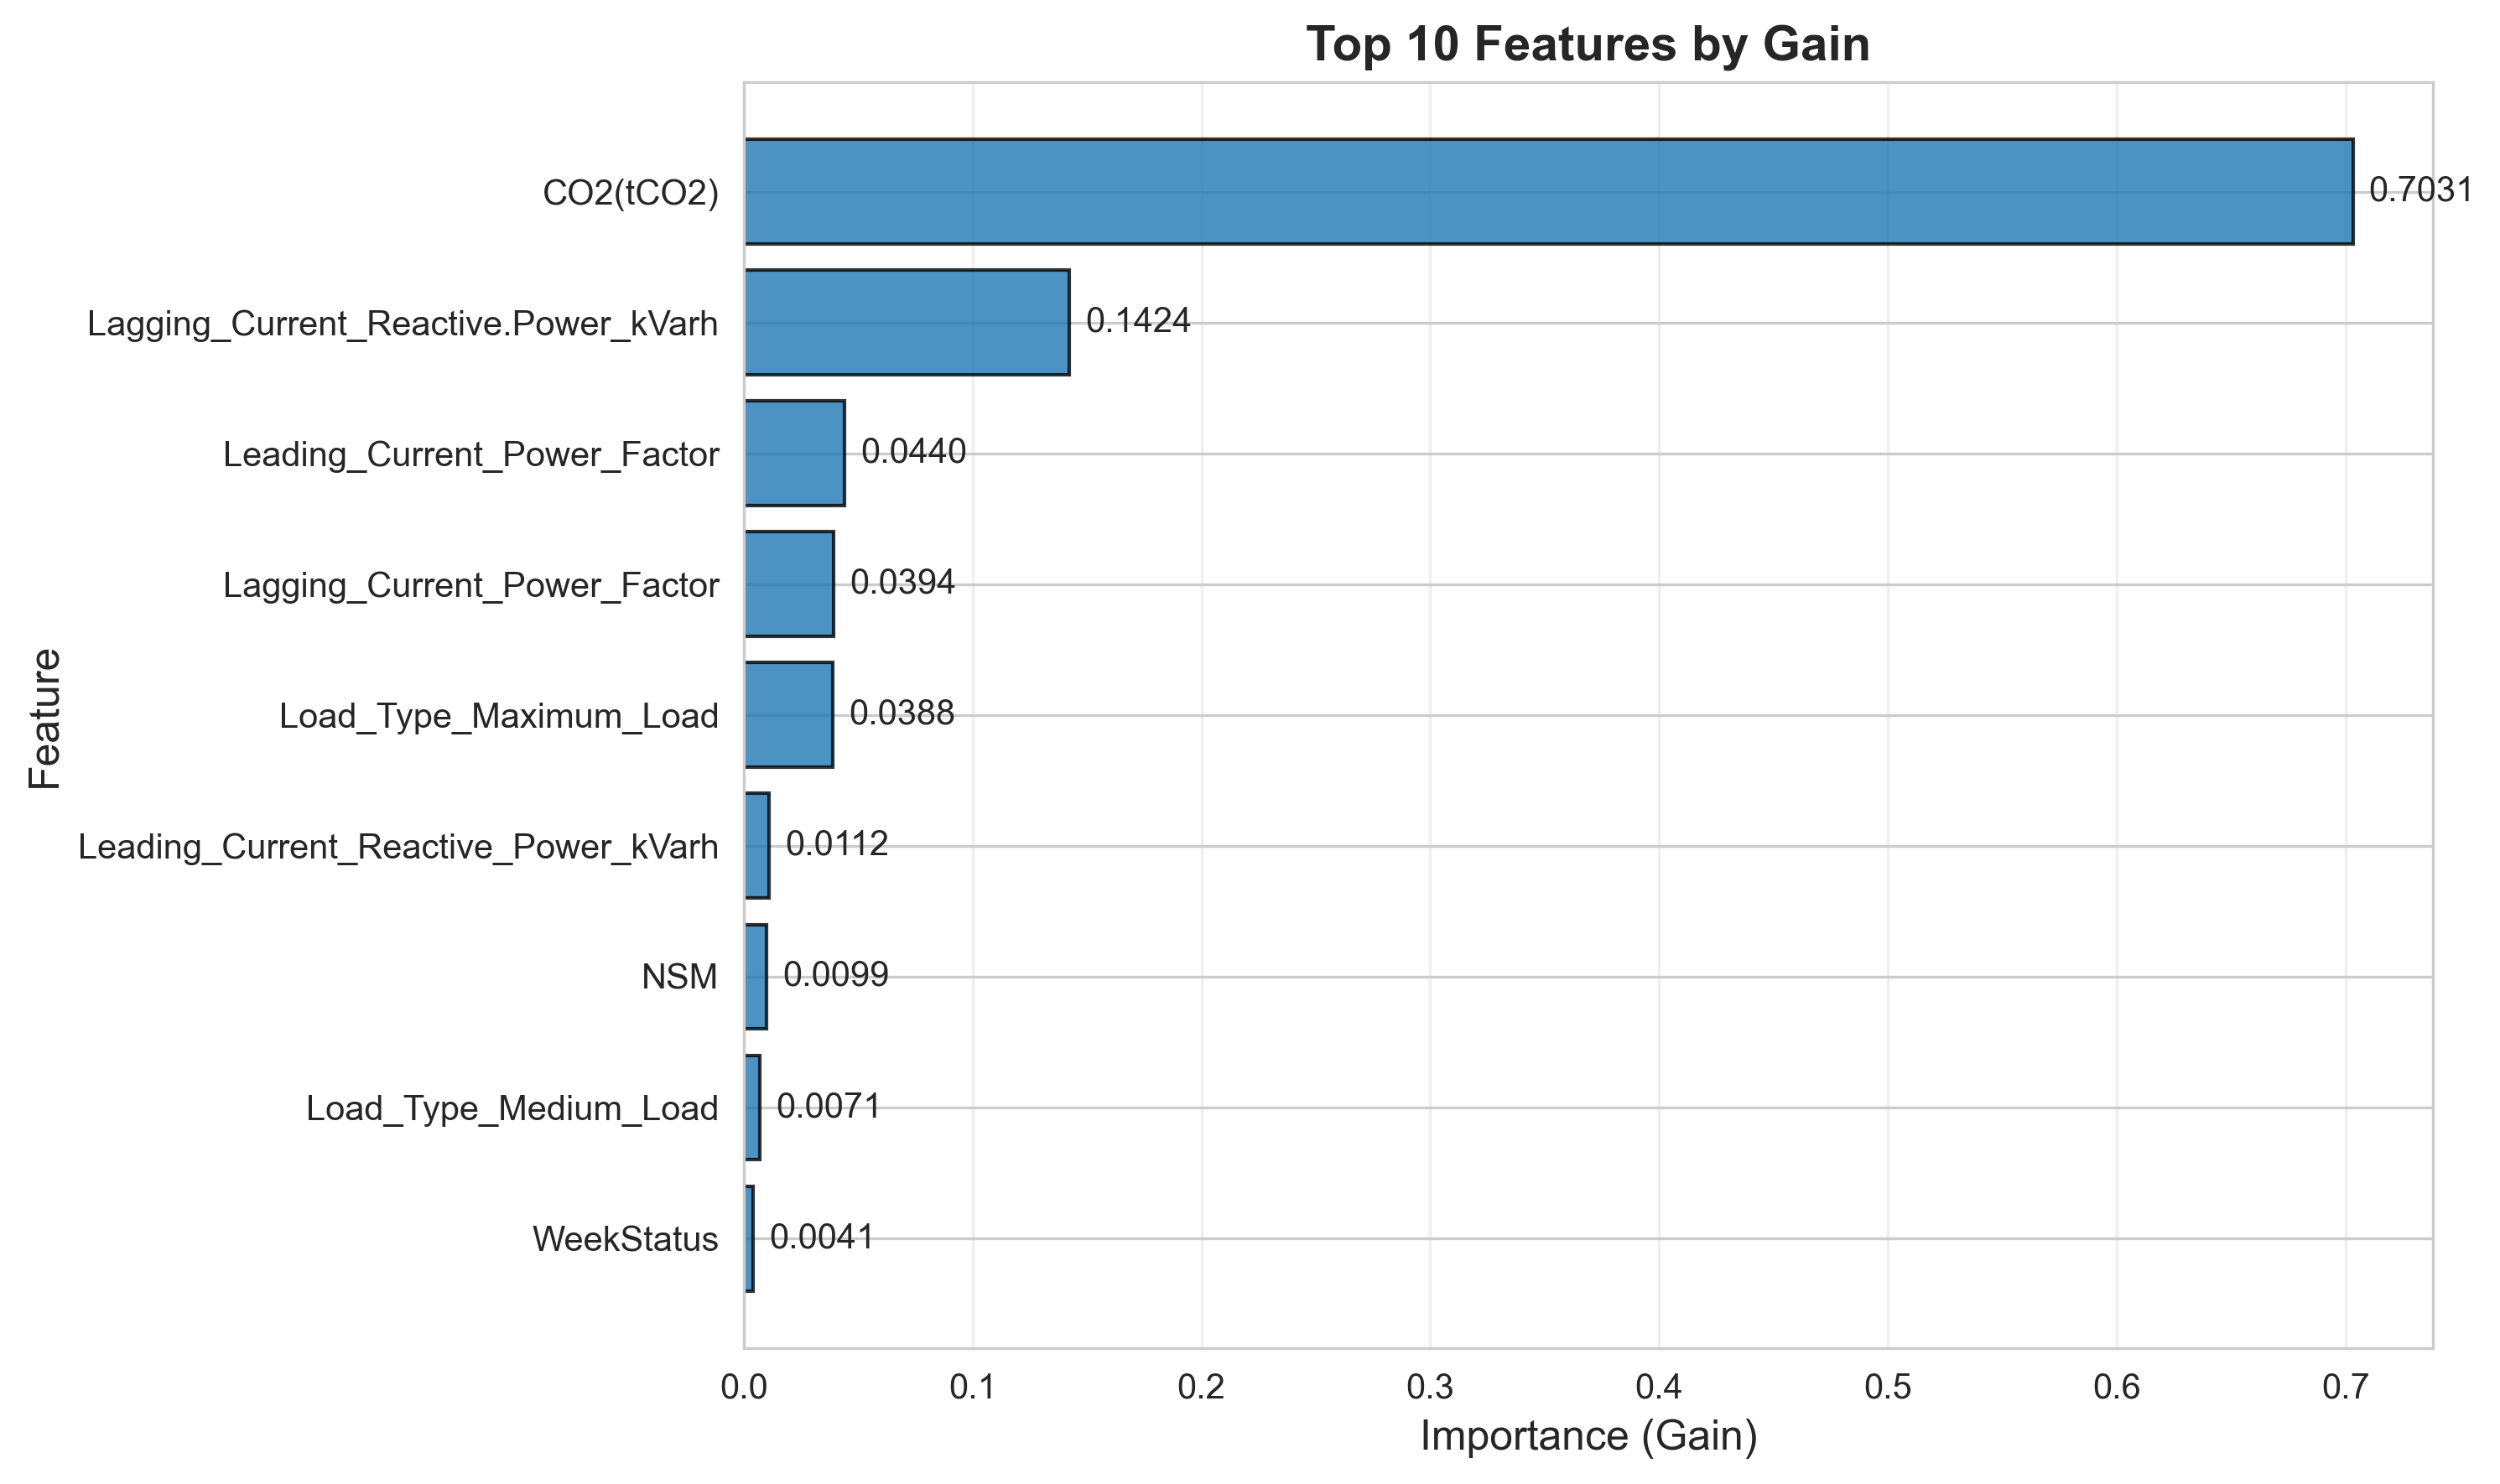 Top 10 Features by Gain
CO2(tCO2)
0.7031
Lagging_Current_Reactive.Power_kVarh
0.1424
Leading_Current_Power_Factor
0.0440
Lagging_Current_Power_Factor
0.0394
Load_Type_Maximum_Load
0.0388
Leading_Current_Reactive_Power_kVarh
0.0112
NSM
0.0099
Load_Type_Medium_Load
0.0071
WeekStatus
0.0041
Feature
0.0 0.1 0.2 0.3 0.4 0.5 0.6 0.7
Importance (Gain)